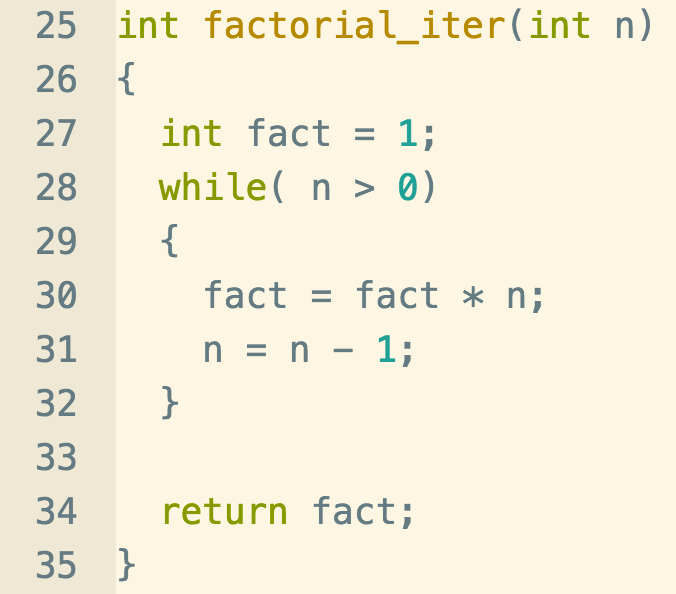 25 int factorial_iter(int n)
26 {
27   int fact = 1;
28   while( n > 0)
29   {
30     fact = fact * n;
31     n = n - 1;
32   }
33
34   return fact;
35 }